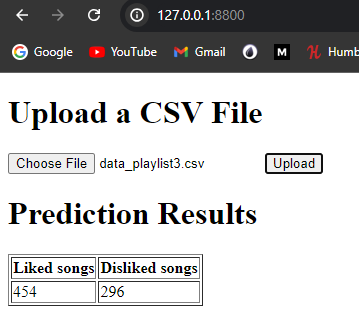 127.0.0.1:8800
Google YouTube Gmail M Humb
Upload a CSV File
Choose File data_playlist3.csv Upload
Prediction Results
Liked songs Disliked songs
454 296